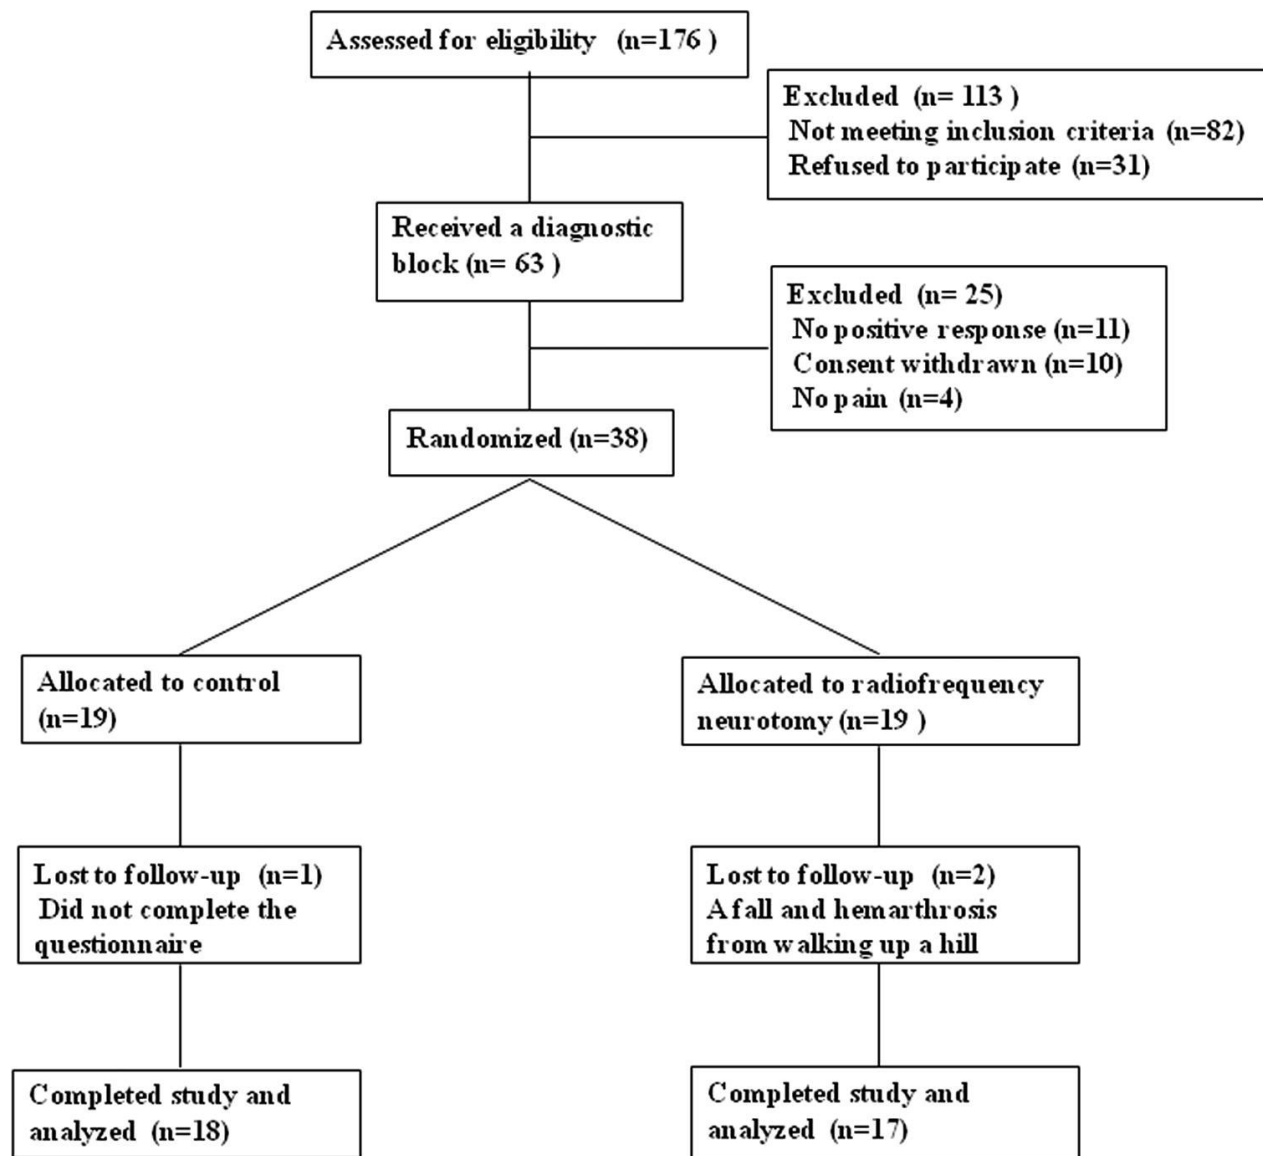 Assessed for eligibility (n=176 )
Excluded (n= 113 )
Not meeting inclusion criteria (n=82)
Refused to participate (n=31)
Received a diagnostic
block (n= 63 )
Excluded (n= 25)
No positive response (n=11)
Consent withdrawn (n=10)
No pain (n=4)
Randomized (n=38)
Allocated to control
(n=19)
Allocated to radiofrequency
neurotomy (n=19 )
Lost to follow-up (n=1)
Did not complete the
questionnaire
Lost to follow-up (n=2)
A fall and hemarthrosis
from walking up a hill
Completed study and
analyzed (n=18)
Completed study and
analyzed (n=17)